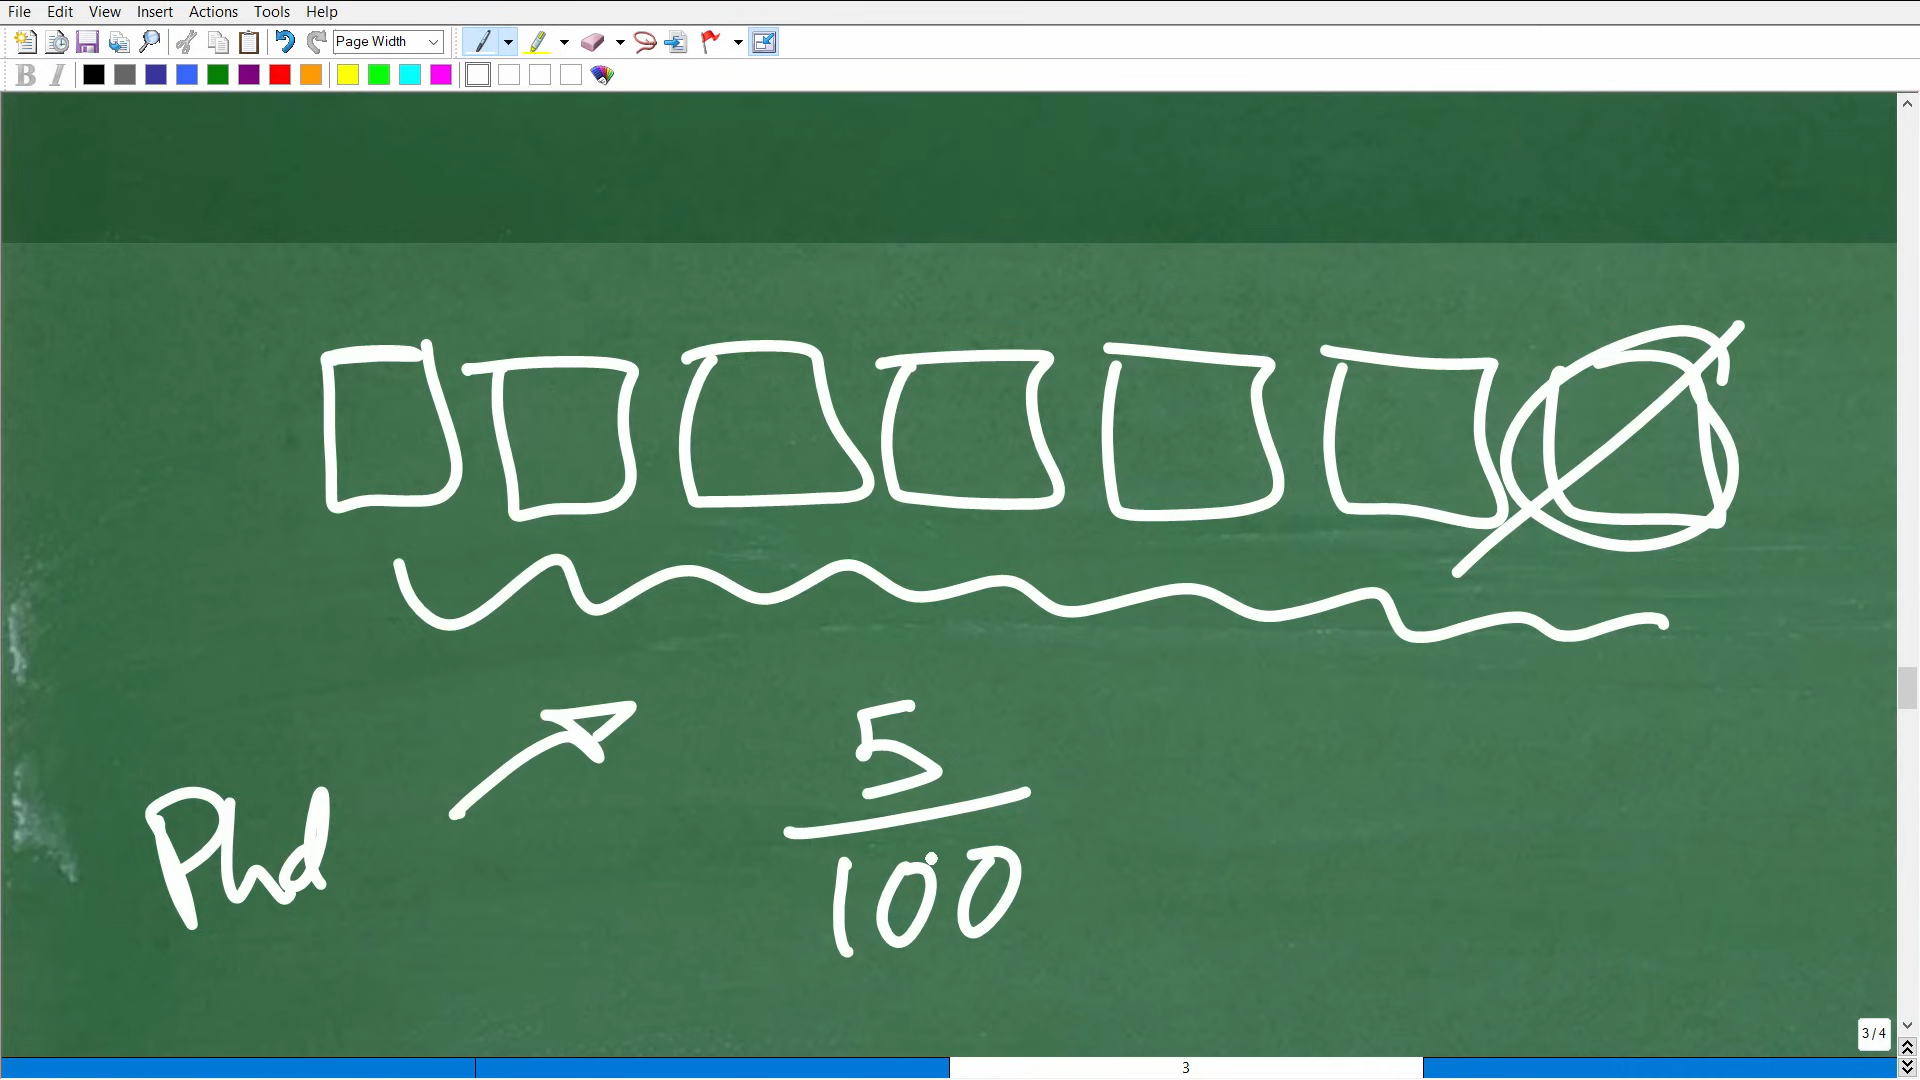 File Edit View Insert Actions Tools Help
Page Width
B I
5
Phd
100
3 / 4
3